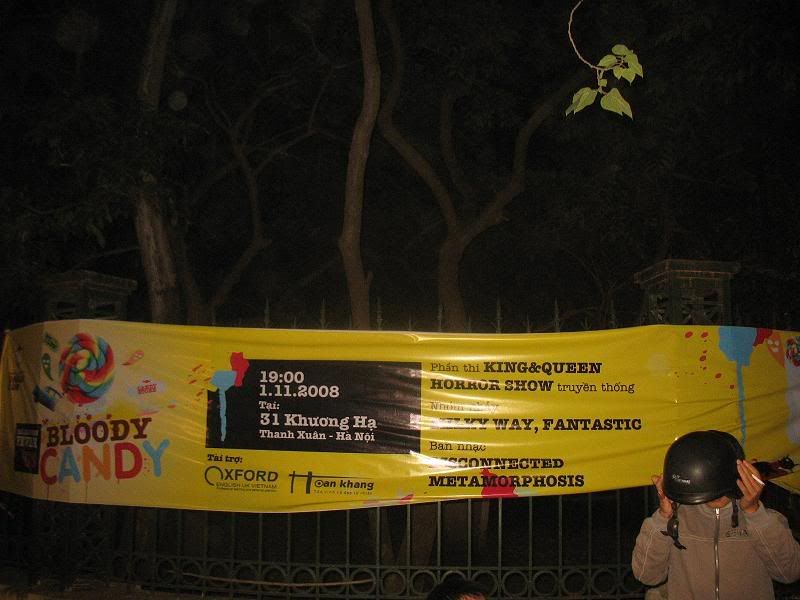 BLOODY
CANDY
19:00
1.11.2008
Tại:
31 Khương Hạ
Thanh Xuân - Hà Nội
Tài trợ:
OXFORD
ENGLISH UK VIETNAM
Hoan khang
Phần thi KING&QUEEN
HORROR SHOW truyền thống
Nhóm
MILKY WAY, FANTASTIC
Ban nhạc
DISCONNECTED
METAMORPHOSIS